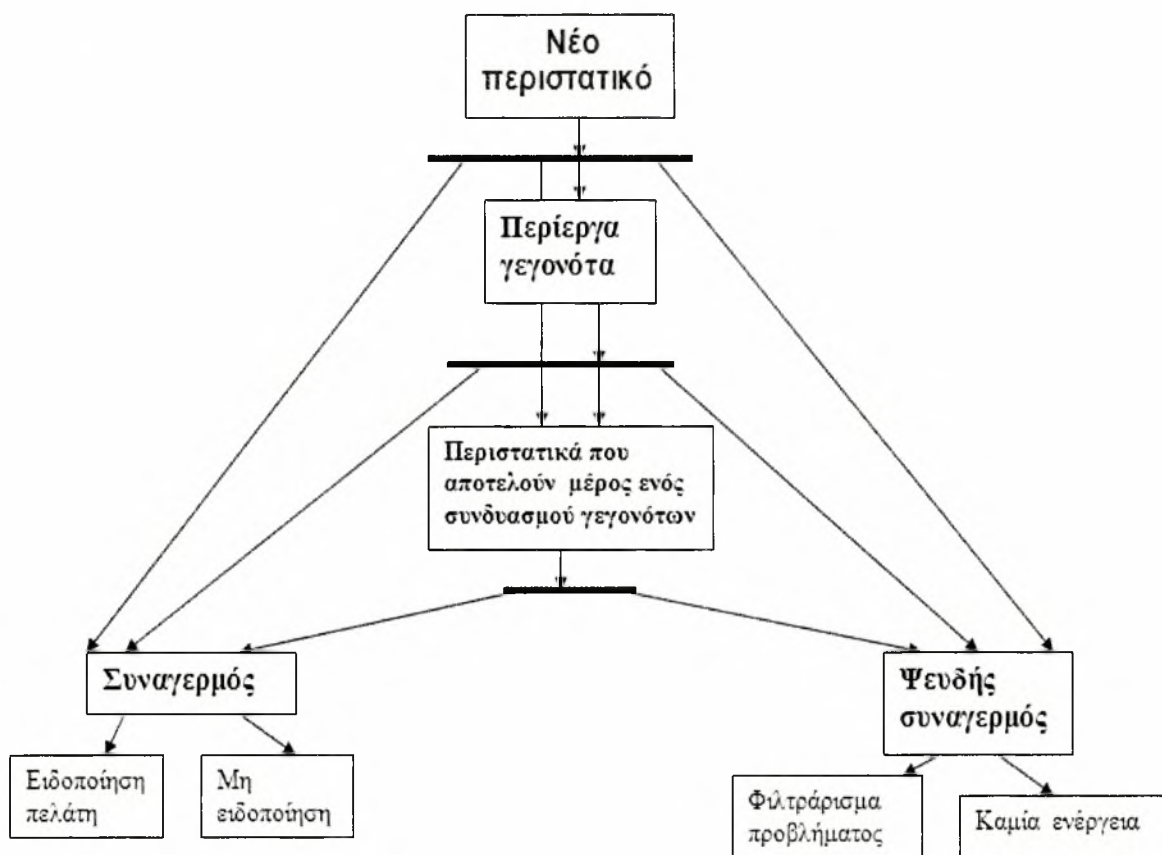 Νέο
περιστατικό
Περίεργα
γεγονότα
Περιστατικά που
αποτελούν μέρος ενός
συνδυασμού γεγονότων
Συναγερμός
Ψευδής
συναγερμός
Ειδοποίηση
πελάτη
Μη
ειδοποίηση
Φιλτράρισμα
προβλήματος
Καμία ενέργεια